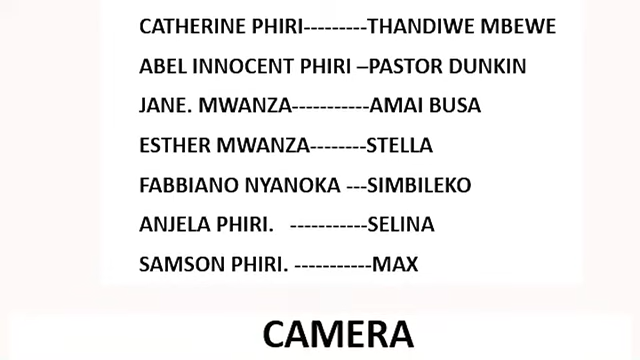 CATHERINE PHIRI---------THANDIWE MBEWE
ABEL INNOCENT PHIRI –PASTOR DUNKIN
JANE. MWANZA-----------AMAI BUSA
ESTHER MWANZA--------STELLA
FABBIANO NYANOKA ---SIMBILEKO
ANJELA PHIRI.   -----------SELINA
SAMSON PHIRI. -----------MAX
CAMERA